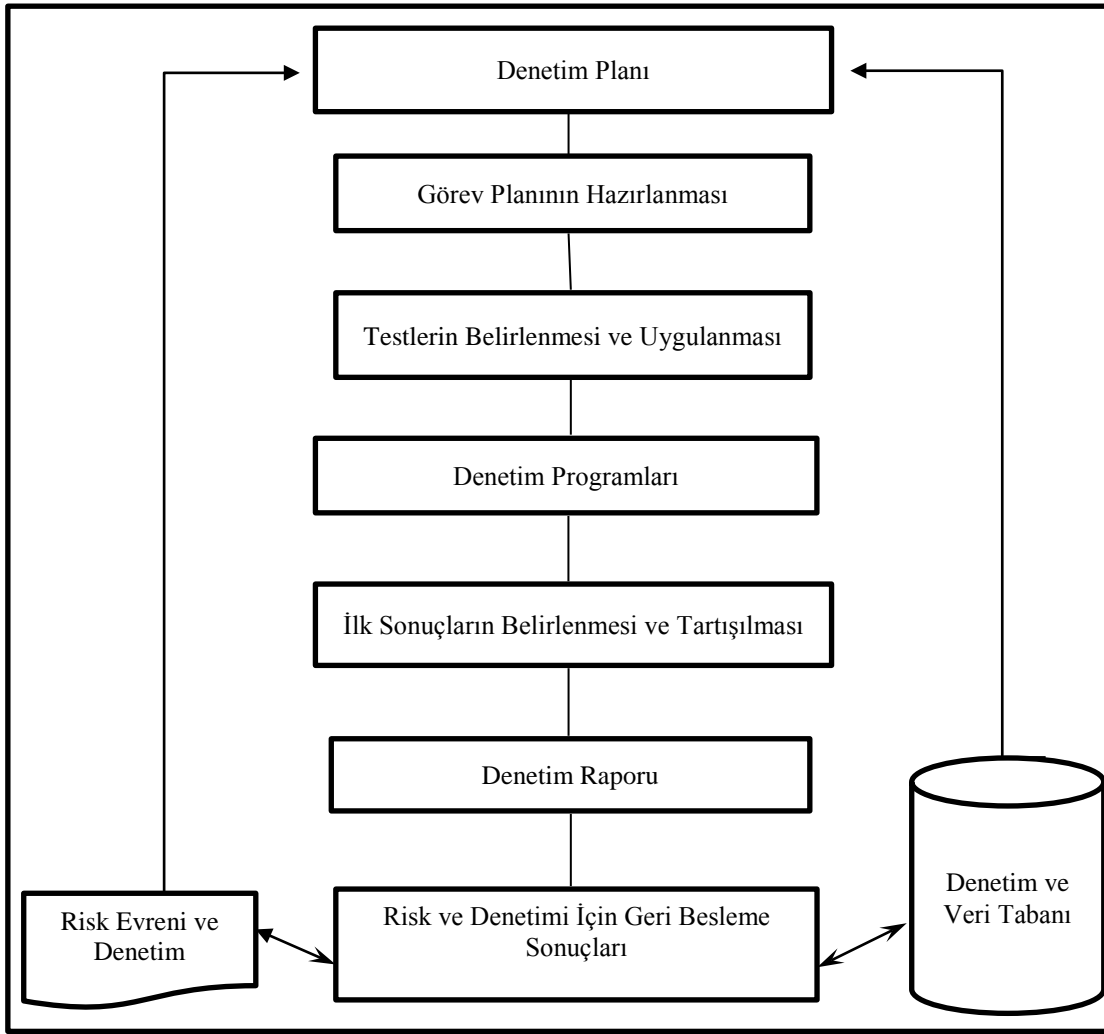 Denetim Planı
Görev Planının Hazırlanması
Testlerin Belirlenmesi ve Uygulanması
Denetim Programları
İlk Sonuçların Belirlenmesi ve Tartışılması
Denetim Raporu
Risk Evreni ve
Denetim
Risk ve Denetimi İçin Geri Besleme
Sonuçları
Denetim ve
Veri Tabanı